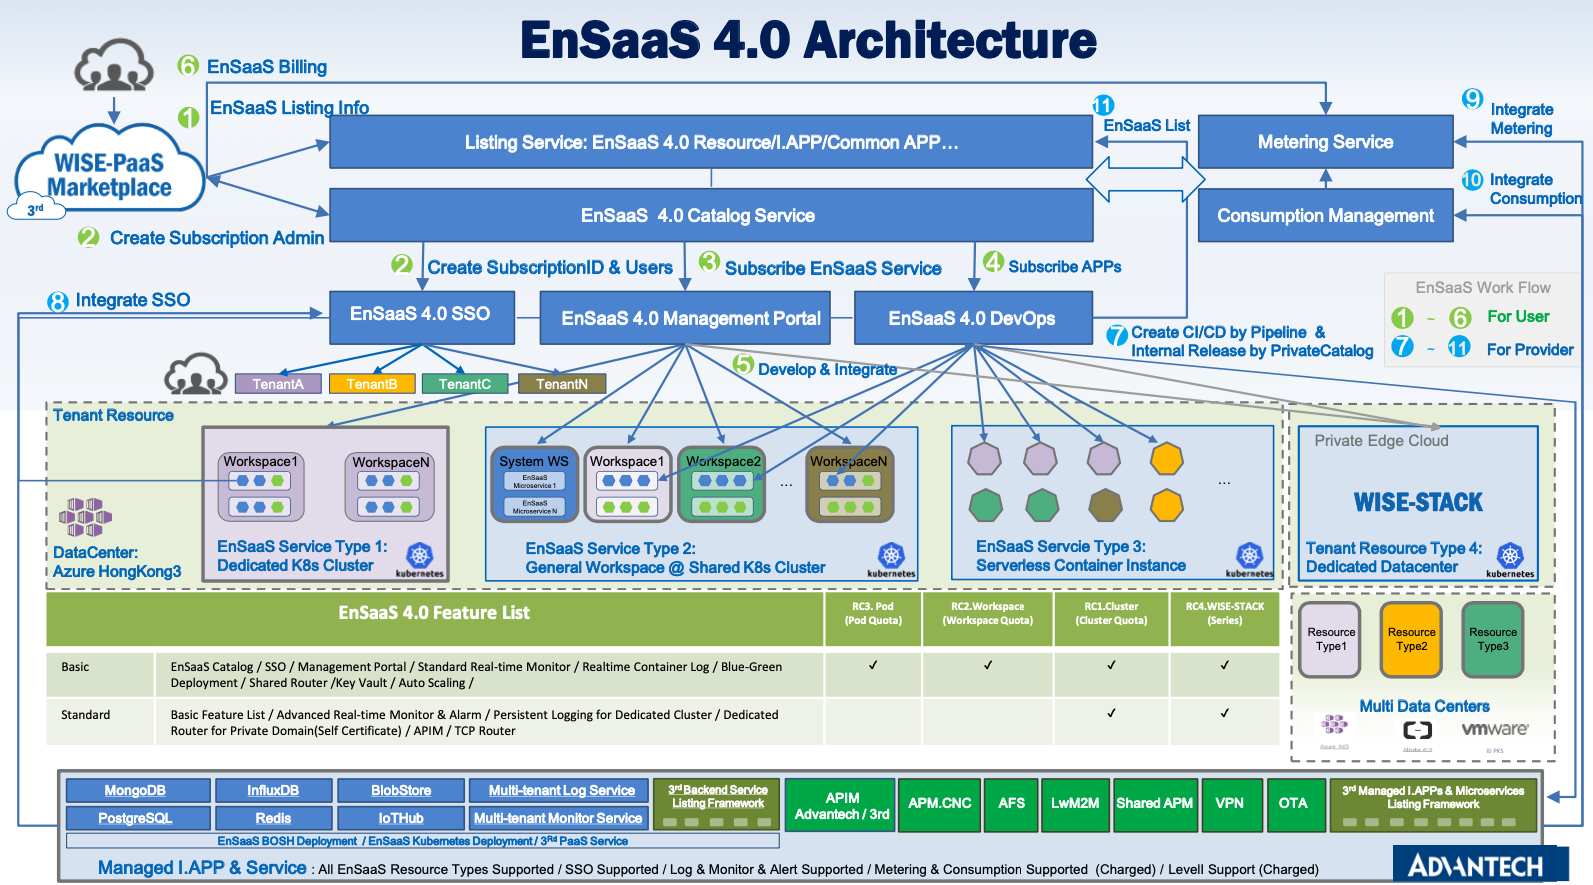 EnSaaS 4.0 Architecture
6 EnSaaS Billing
1 EnSaaS Listing Info
WISE-PaaS
Marketplace
3rd
2 Create Subscription Admin
Listing Service: EnSaaS 4.0 Resource/I.APP/Common APP...
EnSaaS 4.0 Catalog Service
11
EnSaaS List
Metering Service
Consumption Management
9 Integrate
Metering
10 Integrate
Consumption
2 Create SubscriptionID & Users
3 Subscribe EnSaaS Service
4 Subscribe APPs
8 Integrate SSO
EnSaaS 4.0 SSO
EnSaaS 4.0 Management Portal
EnSaaS 4.0 DevOps
7 Create CI/CD by Pipeline &
Internal Release by PrivateCatalog
EnSaaS Work Flow
1 ~ 6 For User
7 ~ 11 For Provider
TenantA
TenantB
TenantC
TenantN
5 Develop & Integrate
Tenant Resource
DataCenter:
Azure HongKong3
Workspace1
WorkspaceN
EnSaaS Service Type 1:
Dedicated K8s Cluster
kubernetes
System WS
EnSaaS
Microservice 1
EnSaaS
Microservice N
Workspace1
Workspace2
...
WorkspaceN
EnSaaS Service Type 2:
General Workspace @ Shared K8s Cluster
kubernetes
...
EnSaaS Servcie Type 3:
Serverless Container Instance
kubernetes
Private Edge Cloud
WISE-STACK
Tenant Resource Type 4:
Dedicated Datacenter
kubernetes
EnSaaS 4.0 Feature List
RC3. Pod
(Pod Quota)
RC2.Workspace
(Workspace Quota)
RC1.Cluster
(Cluster Quota)
RC4.WISE-STACK
(Series)
Basic
EnSaaS Catalog / SSO / Management Portal / Standard Real-time Monitor / Realtime Container Log / Blue-Green
Deployment / Shared Router /Key Vault / Auto Scaling /
✓ ✓ ✓ ✓
Standard
Basic Feature List / Advanced Real-time Monitor & Alarm / Persistent Logging for Dedicated Cluster / Dedicated
Router for Private Domain(Self Certificate) / APIM / TCP Router
✓ ✓
Resource
Type1
Resource
Type2
Resource
Type3
Multi Data Centers
Azure AKS
vmware
MongoDB
InfluxDB
BlobStore
Multi-tenant Log Service
PostgreSQL
Redis
IoTHub
Multi-tenant Monitor Service
3rd Backend Service
Listing Framework
EnSaaS BOSH Deployment / EnSaaS Kubernetes Deployment / 3Rd PaaS Service
APIM
Advantech / 3rd
APM.CNC
AFS
LwM2M
Shared APM
VPN
OTA
3rd Managed I.APPs & Microservices
Listing Framework
Managed I.APP & Service : All EnSaaS Resource Types Supported / SSO Supported / Log & Monitor & Alert Supported / Metering & Consumption Supported (Charged) / LevelI Support (Charged)
ADVANTECH